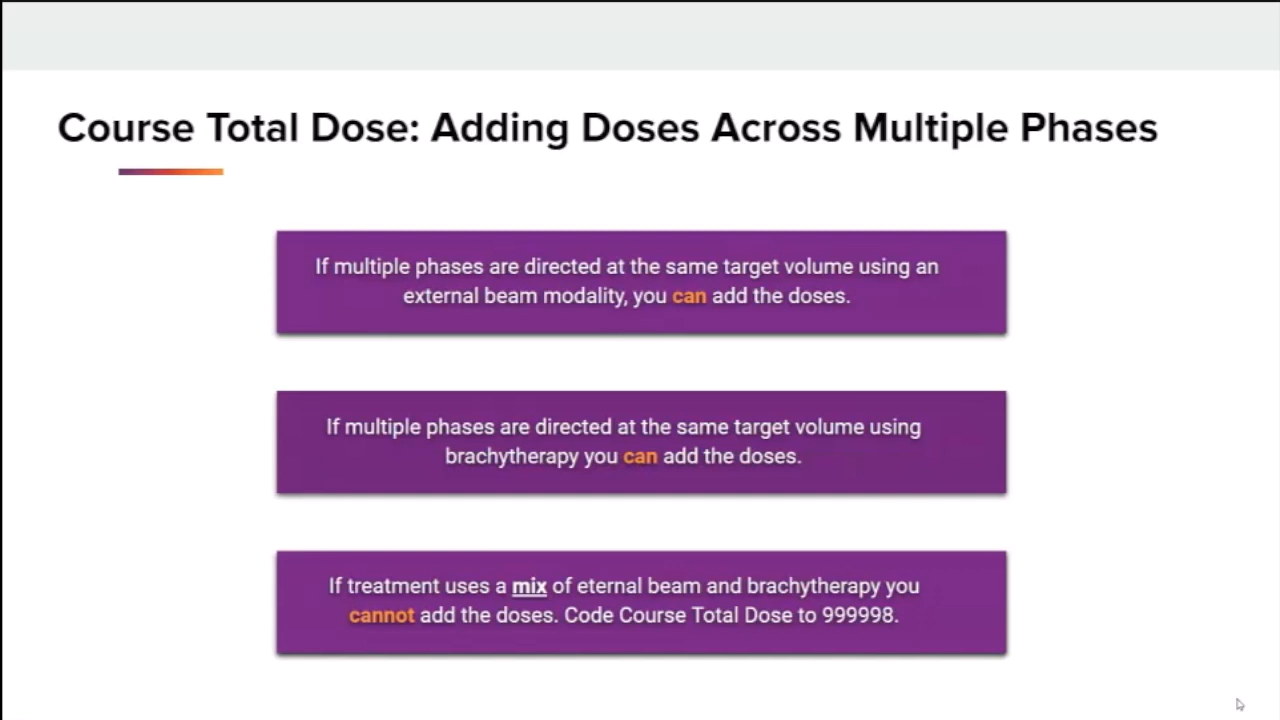 Course Total Dose: Adding Doses Across Multiple Phases
If multiple phases are directed at the same target volume using an
external beam modality, you can add the doses.
If multiple phases are directed at the same target volume using
brachytherapy you can add the doses.
If treatment uses a mix of eternal beam and brachytherapy you
cannot add the doses. Code Course Total Dose to 999998.